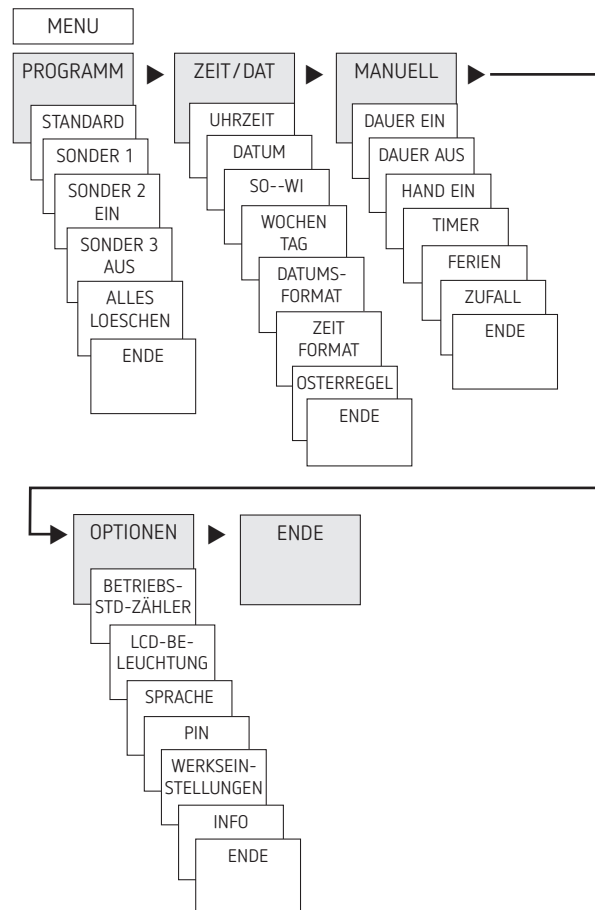 MENU
PROGRAMM
STANDARD
SONDER 1
SONDER 2
EIN
SONDER 3
AUS
ALLES
LOESCHEN
ENDE
ZEIT/DAT
UHRZEIT
DATUM
SO--WI
WOCHEN
TAG
DATUMS-
FORMAT
ZEIT
FORMAT
OSTERREGEL
ENDE
MANUELL
DAUER EIN
DAUER AUS
HAND EIN
TIMER
FERIEN
ZUFALL
ENDE
OPTIONEN
BETRIEBS-
STD-ZÄHLER
LCD-BE-
LEUCHTUNG
SPRACHE
PIN
WERKSEIN-
STELLUNGEN
INFO
ENDE
ENDE